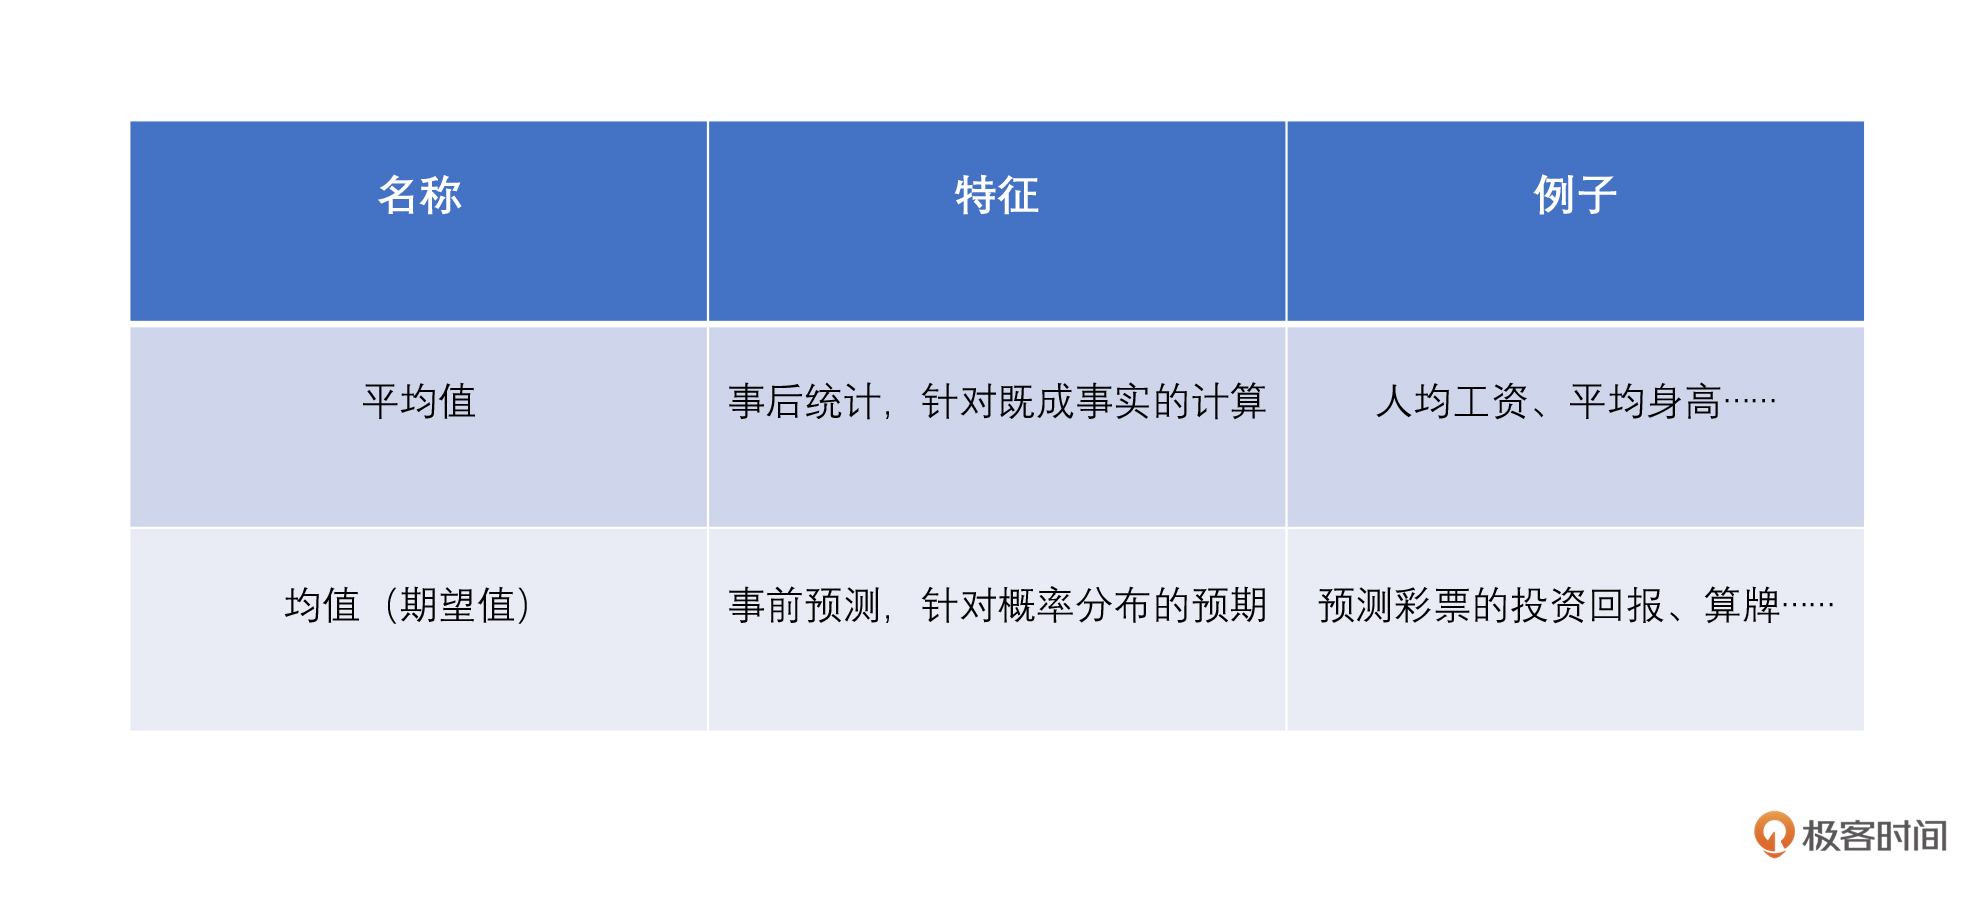 名称
特征
例子
平均值
事后统计，针对既成事实的计算
人均工资、平均身高……
均值（期望值）
事前预测，针对概率分布的预期
预测彩票的投资回报、算牌……
极客时间